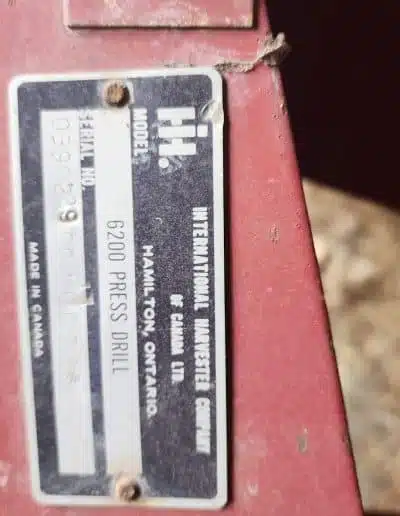 IH.
INTERNATIONAL HARVESTER COMPANY
OF CANADA LTD.
HAMILTON, ONTARIO.
MODEL
6200 PRESS DRILL
SERIAL NO.
MADE IN CANADA